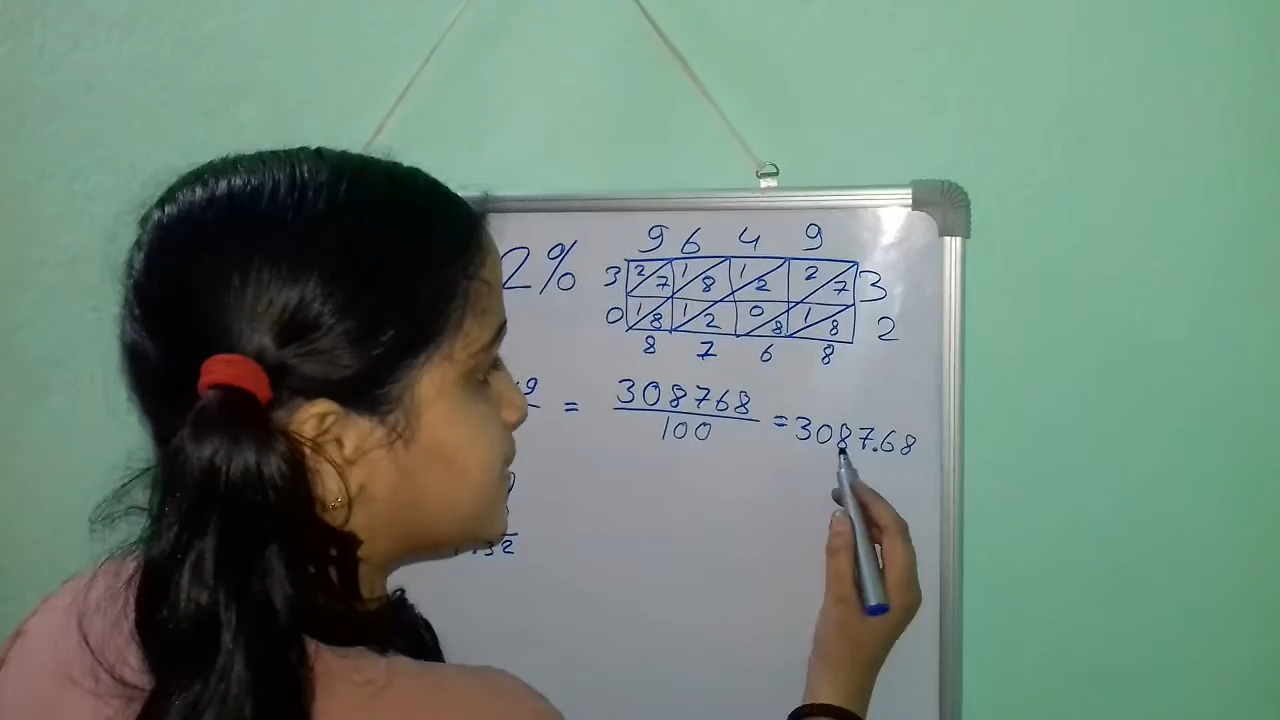 2%
9 6 4 9
3 2/7 1/8 1/2 2/7 3
0 1/8 1/2 0/8 1/8 2
8 7 6 8
9 = 308768/100 = 3087.68